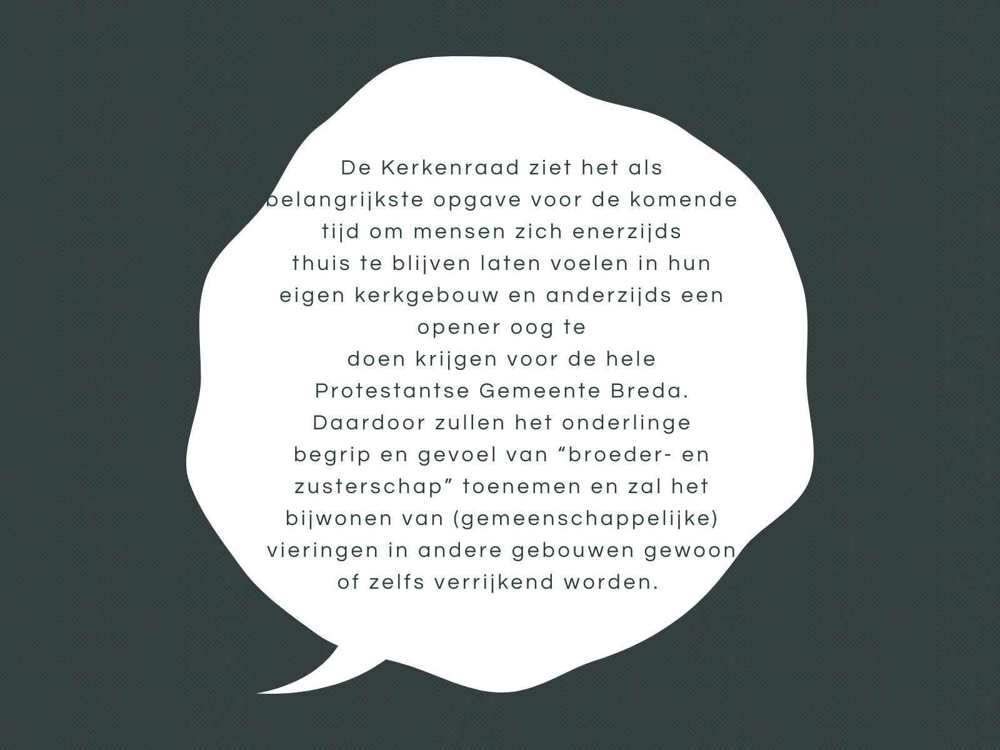 De Kerkenraad ziet het als
belangrijkste opgave voor de komende
tijd om mensen zich enerzijds
thuis te blijven laten voelen in hun
eigen kerkgebouw en anderzijds een
opener oog te
doen krijgen voor de hele
Protestantse Gemeente Breda.
Daardoor zullen het onderlinge
begrip en gevoel van “broeder- en
zusterschap” toenemen en zal het
bijwonen van (gemeenschappelijke)
vieringen in andere gebouwen gewoon
of zelfs verrijkend worden.